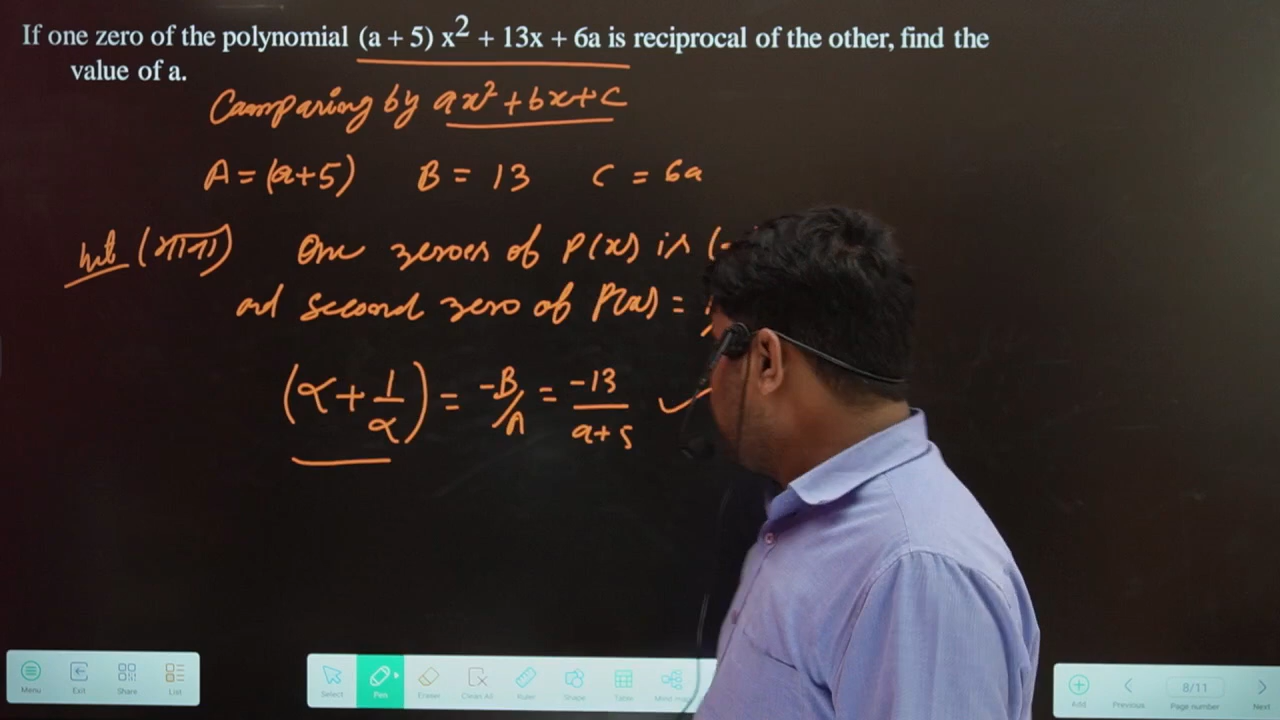 If one zero of the polynomial (a + 5) x² + 13x + 6a is reciprocal of the other, find the
value of a.
Comparing by ax² + bx + c
A = (a+5) B = 13 C = 6a
let (माना) One zeroes of P(x) is (
and second zero of P(x) =
(α + 1/α) = -B/A = -13/a+5 ✓
Menu Exit Share List
Select Pen Eraser Clean All Ruler Shape Table Mind
Add Previous 8/11 Page number Next